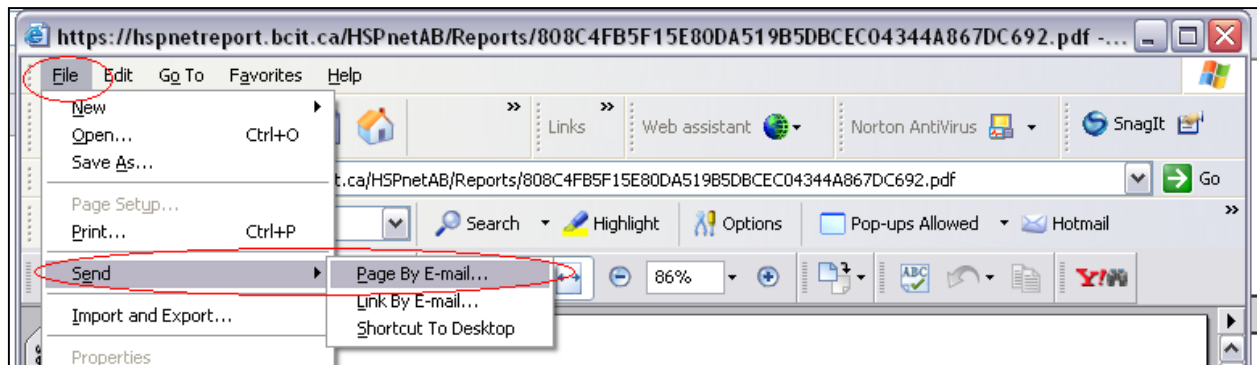 https://hspnetreport.bcit.ca/HSPnetAB/Reports/808C4FB5F15E80DA519B5DBCEC04344A867DC692.pdf -...
File Edit Go To Favorites Help
New
Links Web assistant Norton AntiVirus SnagIt
Open... Ctrl+O
Save As...
t.ca/HSPnetAB/Reports/808C4FB5F15E80DA519B5DBCEC04344A867DC692.pdf Go
Page Setup...
Search Highlight Options Pop-ups Allowed Hotmail
Print... Ctrl+P
Send Page By E-mail... 86% ABC Y!
Link By E-mail...
Import and Export...
Shortcut To Desktop
Properties